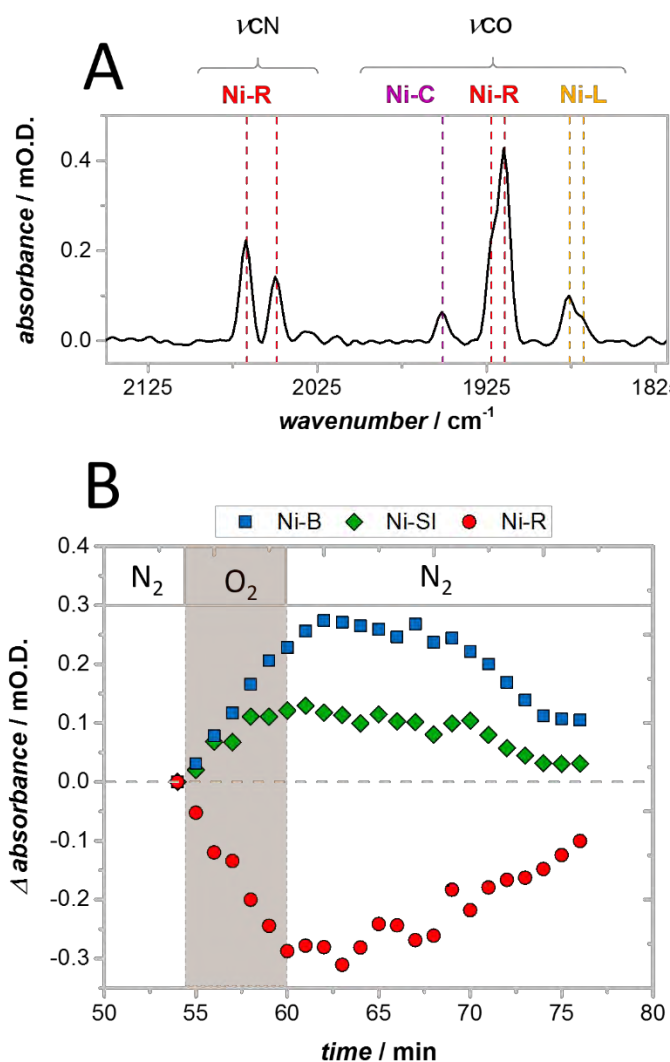 νCN νCO
A
Ni-R Ni-C Ni-R Ni-L
absorbance / mO.D.
0.4
0.2
0.0
2125 2025 1925 1825
wavenumber / cm⁻¹
B
Ni-B Ni-SI Ni-R
N₂ O₂ N₂
Δ absorbance / mO.D.
0.4
0.3
0.2
0.1
0.0
-0.1
-0.2
-0.3
50 55 60 65 70 75 80
time / min